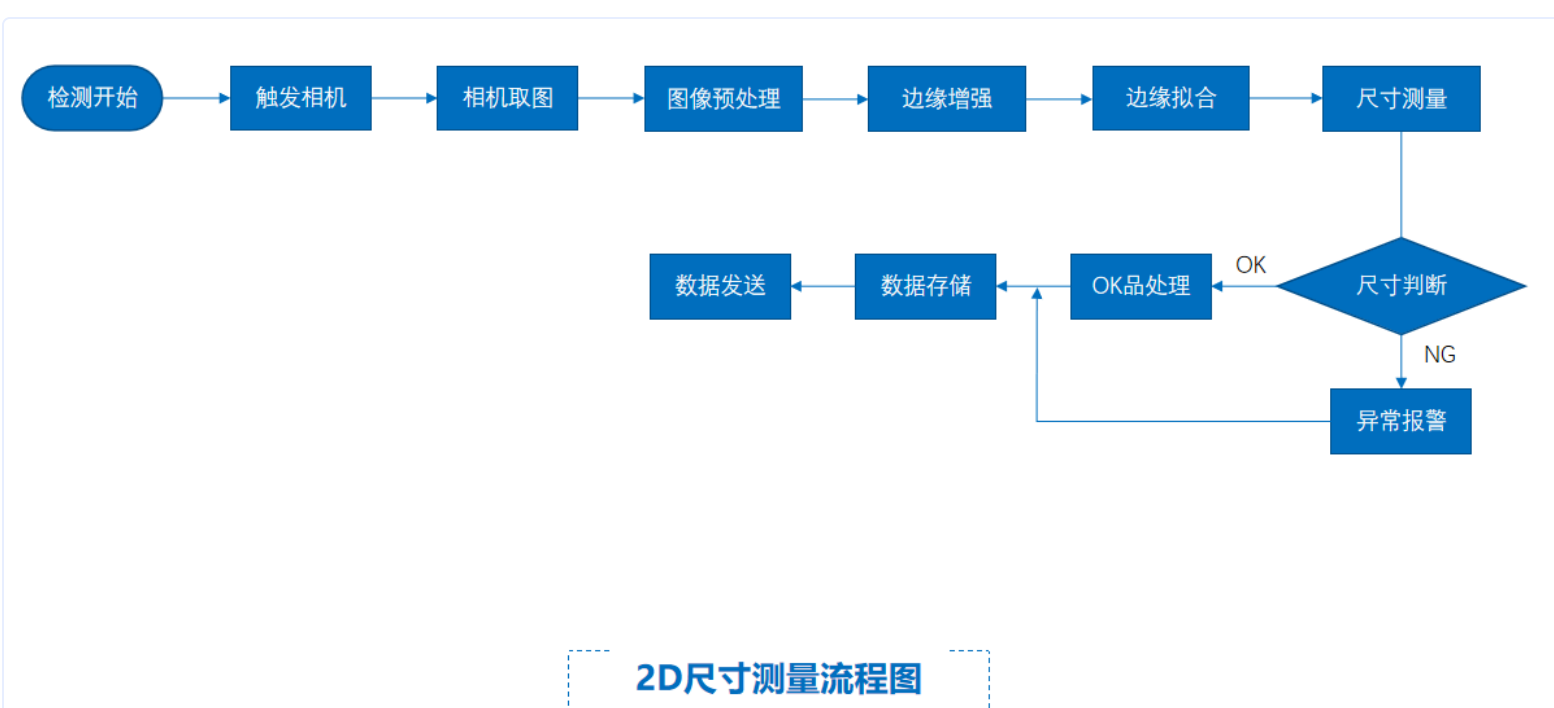 检测开始
触发相机
相机取图
图像预处理
边缘增强
边缘拟合
尺寸测量
数据发送
数据存储
OK品处理
OK
尺寸判断
NG
异常报警
2D尺寸测量流程图